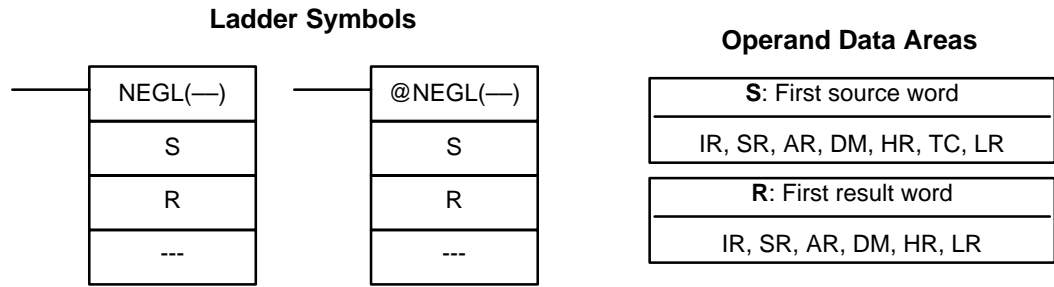 Ladder Symbols
NEGL(––)
S
R
---
@NEGL(––)
S
R
---
Operand Data Areas
S: First source word
IR, SR, AR, DM, HR, TC, LR
R: First result word
IR, SR, AR, DM, HR, LR